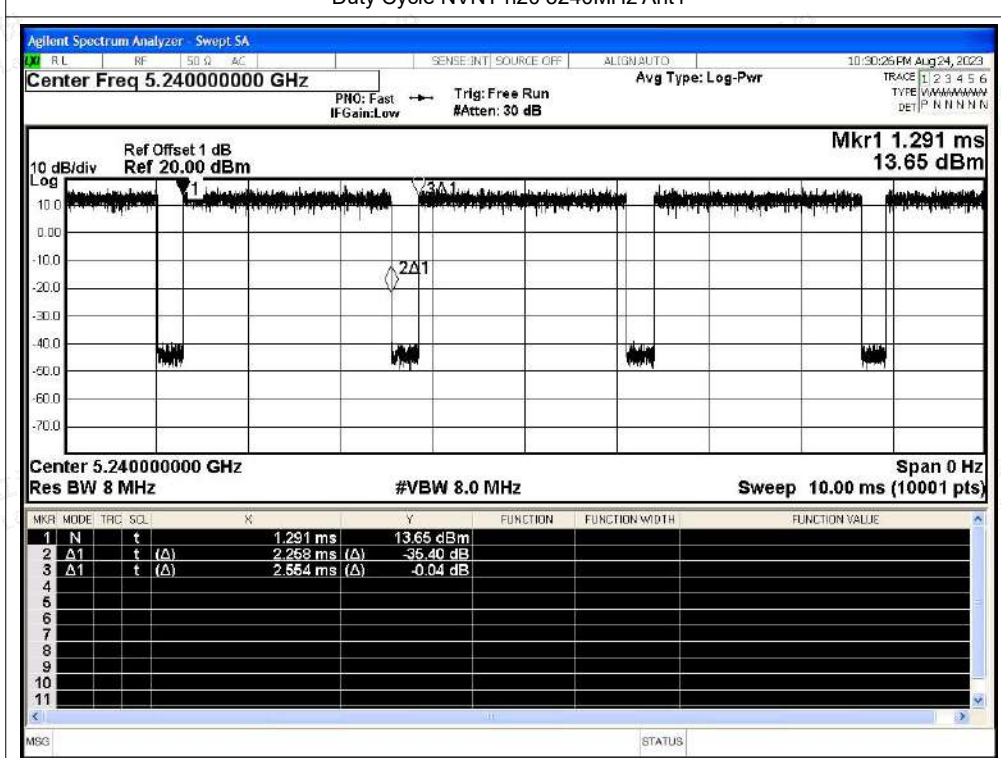 Duty Cycle NVNT n20 5240MHz Ant1
Agilent Spectrum Analyzer - Swept SA
LXI RL RF 50 Ω AC SENSE:INT SOURCE OFF ALIGN AUTO 10:30:26 PM Aug 24, 2023
Center Freq 5.240000000 GHz
Avg Type: Log-Pwr
TRACE 1 2 3 4 5 6
PNO: Fast Trig: Free Run
TYPE WWWWWW
IFGain:Low #Atten: 30 dB
DET P N N N N N
Mkr1 1.291 ms
13.65 dBm
Ref Offset 1 dB
10 dB/div Ref 20.00 dBm
Log
1
3Δ1
2Δ1
10.0
0.00
-10.0
-20.0
-30.0
-40.0
-50.0
-60.0
-70.0
Center 5.240000000 GHz Span 0 Hz
Res BW 8 MHz #VBW 8.0 MHz Sweep 10.00 ms (10001 pts)
MKR MODE TRC SCL X Y FUNCTION FUNCTION WIDTH FUNCTION VALUE
1 N t 1.291 ms 13.65 dBm
2 Δ1 t (Δ) 2.258 ms (Δ) -35.40 dB
3 Δ1 t (Δ) 2.554 ms (Δ) -0.04 dB
4
5
6
7
8
9
10
11
MSG STATUS